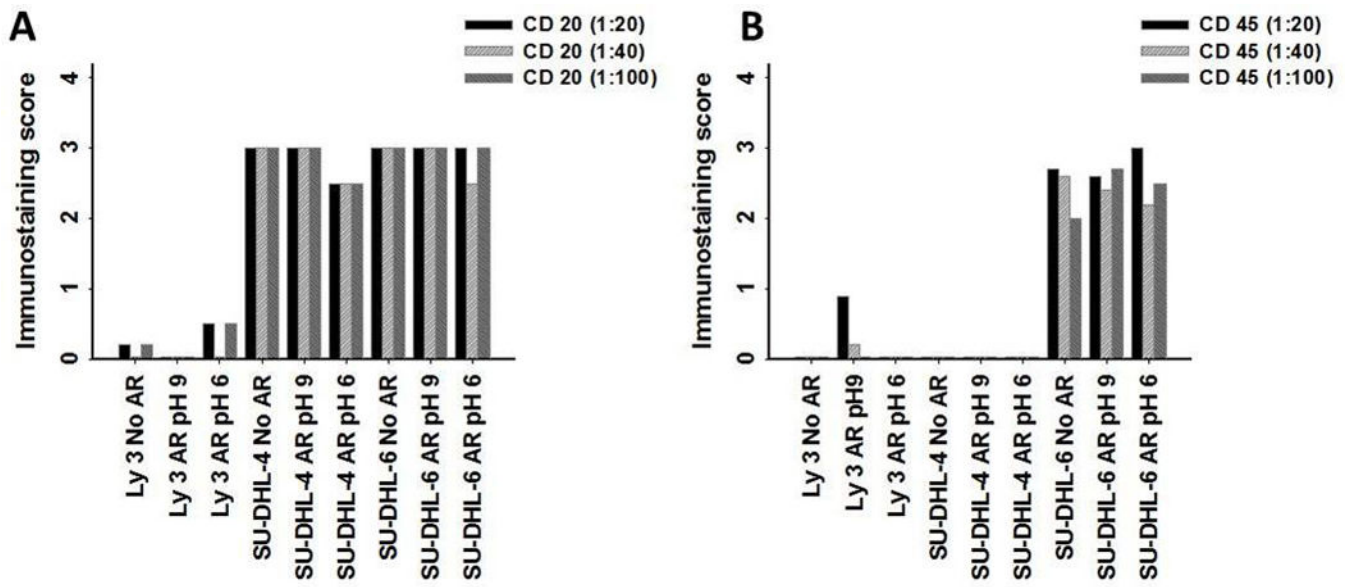 A
CD 20 (1:20)
CD 20 (1:40)
CD 20 (1:100)
Immunostaining score
4
3
2
1
0
Ly 3 No AR
Ly 3 AR pH 9
Ly 3 AR pH 6
SU-DHL-4 No AR
SU-DHL-4 AR pH 9
SU-DHL-4 AR pH 6
SU-DHL-6 No AR
SU-DHL-6 AR pH 9
SU-DHL-6 AR pH 6
B
CD 45 (1:20)
CD 45 (1:40)
CD 45 (1:100)
Immunostaining score
4
3
2
1
0
Ly 3 No AR
Ly 3 AR pH9
Ly 3 AR pH 6
SU-DHL-4 No AR
SU-DHL-4 AR pH 9
SU-DHL-4 AR pH 6
SU-DHL-6 No AR
SU-DHL-6 AR pH 9
SU-DHL-6 AR pH 6